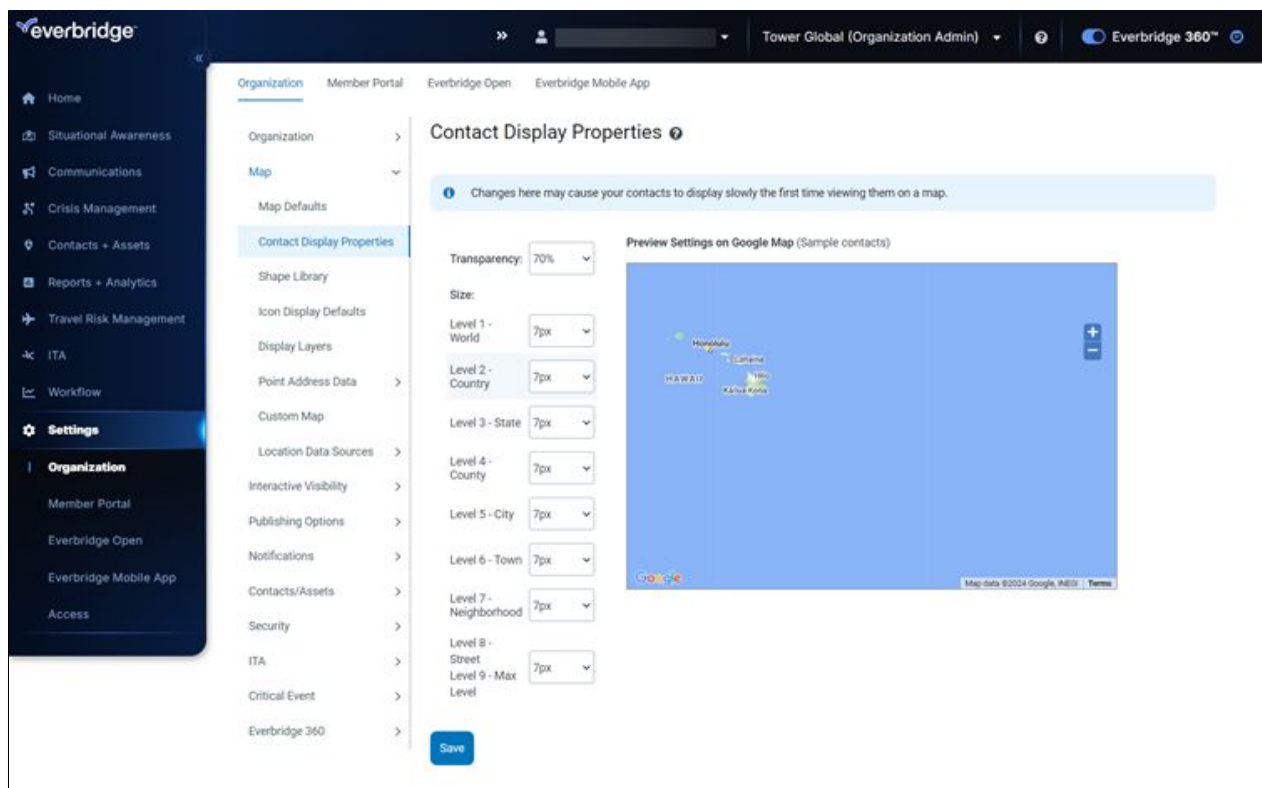 everbridge
Tower Global (Organization Admin)
Everbridge 360™
Home
Situational Awareness
Communications
Crisis Management
Contacts + Assets
Reports + Analytics
Travel Risk Management
ITA
Workflow
Settings
Organization
Member Portal
Everbridge Open
Everbridge Mobile App
Access
Organization Member Portal Everbridge Open Everbridge Mobile App
Organization
Map
Map Defaults
Contact Display Properties
Shape Library
Icon Display Defaults
Display Layers
Point Address Data
Custom Map
Location Data Sources
Interactive Visibility
Publishing Options
Notifications
Contacts/Assets
Security
ITA
Critical Event
Everbridge 360
Contact Display Properties
Changes here may cause your contacts to display slowly the first time viewing them on a map.
Transparency: 70%
Size:
Level 1 -
World
7px
Level 2 -
Country
7px
Level 3 - State 7px
Level 4 -
County
7px
Level 5 - City 7px
Level 6 - Town 7px
Level 7 -
Neighborhood
7px
Level 8 -
Street
Level 9 - Max
Level
7px
Save
Preview Settings on Google Map (Sample contacts)
Honolulu
Lahaina
HAWAII
Hilo
Kailua-Kona
Google
Map data ©2024 Google, INEGI Terms